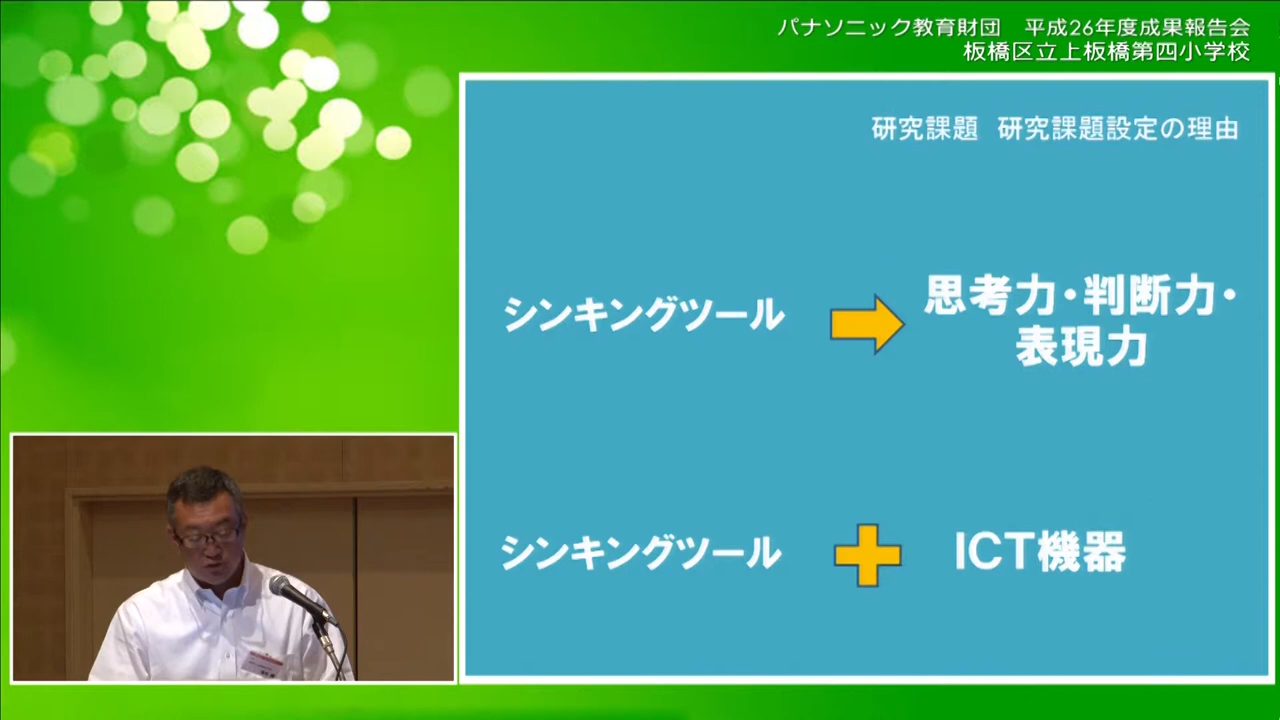 パナソニック教育財団　平成26年度成果報告会
板橋区立上板橋第四小学校
研究課題　研究課題設定の理由
シンキングツール
思考力・判断力・
表現力
シンキングツール
ICT機器